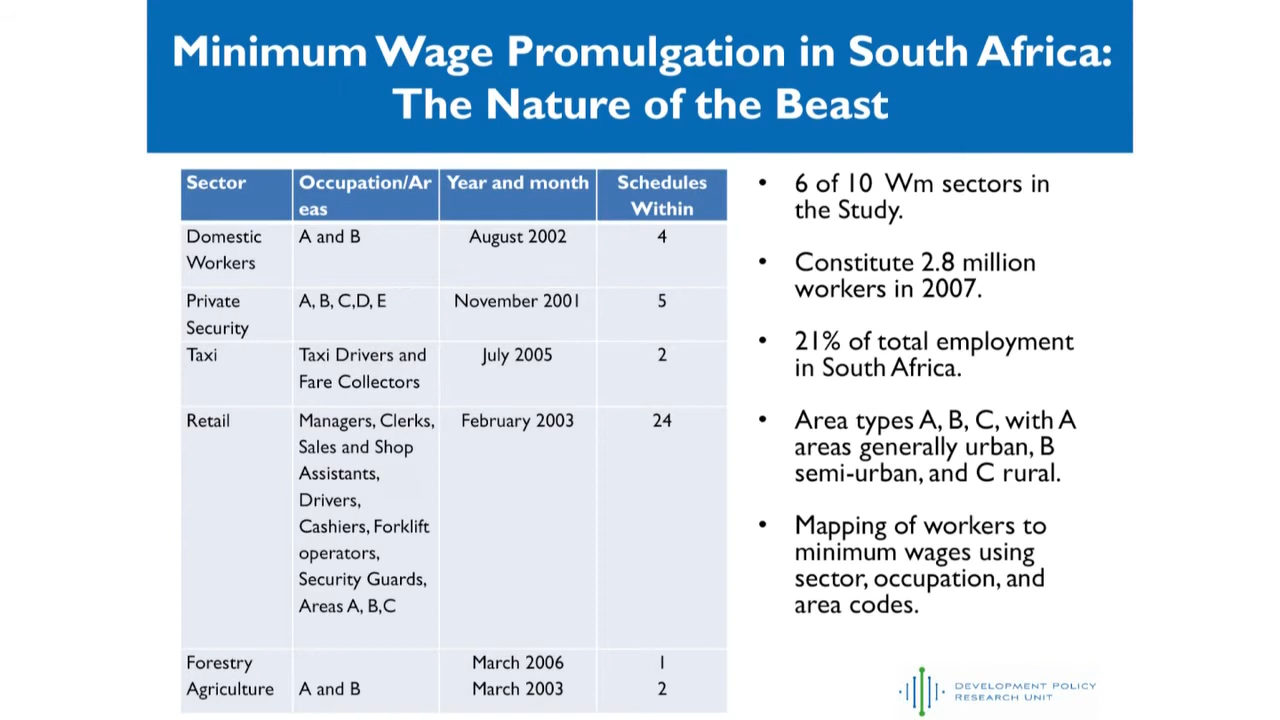 Minimum Wage Promulgation in South Africa:
The Nature of the Beast
Sector
Occupation/Ar
eas
Year and month
Schedules
Within
Domestic
Workers
A and B
August 2002
4
Private
Security
A, B, C,D, E
November 2001
5
Taxi
Taxi Drivers and
Fare Collectors
July 2005
2
Retail
Managers, Clerks,
Sales and Shop
Assistants,
Drivers,
Cashiers, Forklift
operators,
Security Guards,
Areas A, B,C
February 2003
24
Forestry
March 2006
1
Agriculture
A and B
March 2003
2
• 6 of 10 Wm sectors in
the Study.
• Constitute 2.8 million
workers in 2007.
• 21% of total employment
in South Africa.
• Area types A, B, C, with A
areas generally urban, B
semi-urban, and C rural.
• Mapping of workers to
minimum wages using
sector, occupation, and
area codes.
DEVELOPMENT POLICY
RESEARCH UNIT